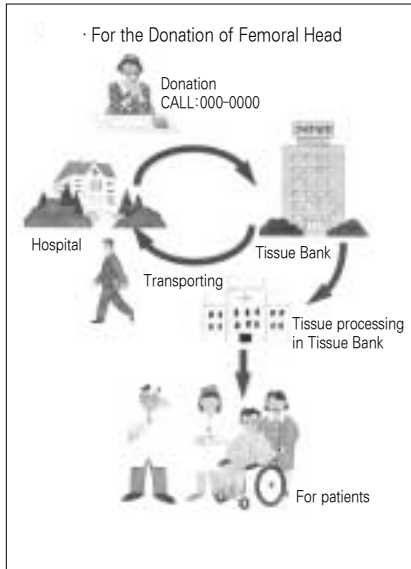 · For the Donation of Femoral Head
Donation
CALL:000-0000
Hospital
Tissue Bank
Transporting
Tissue processing
in Tissue Bank
For patients